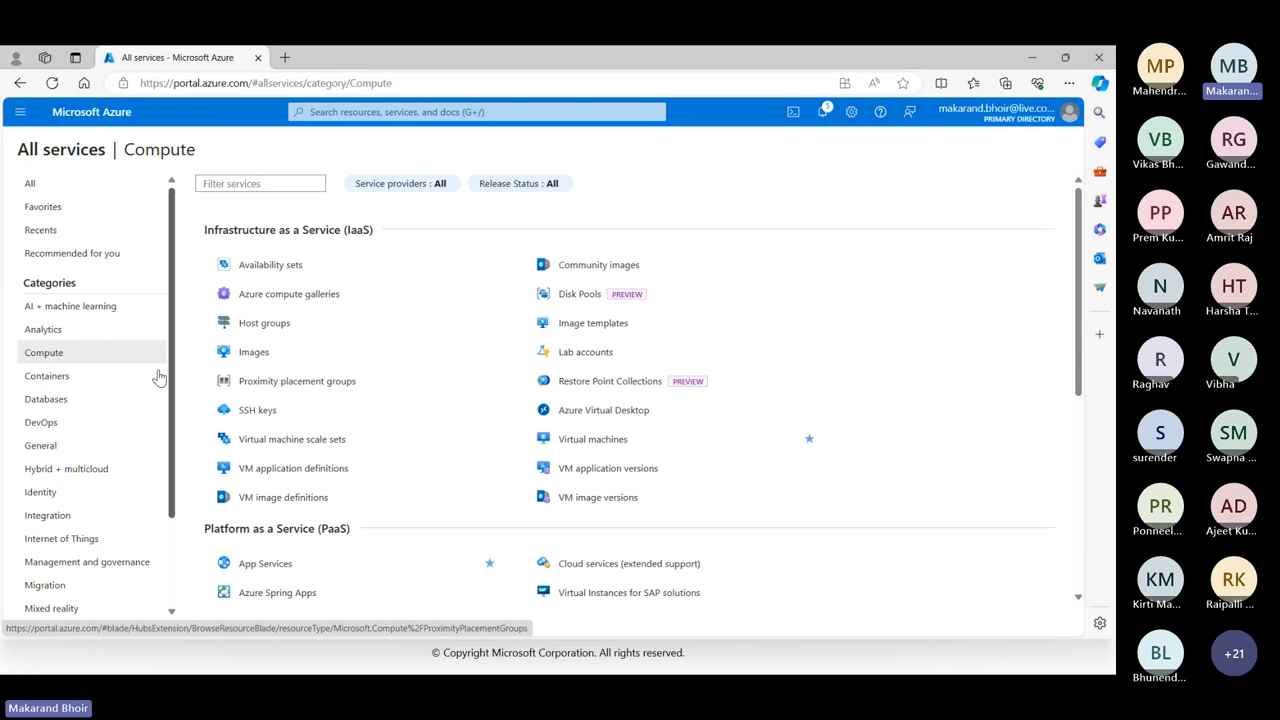 All services - Microsoft Azure
https://portal.azure.com/#allservices/category/Compute
Microsoft Azure
Search resources, services, and docs (G+/)
5
makarand.bhoir@live.co...
PRIMARY DIRECTORY
All services | Compute
All
Favorites
Recents
Recommended for you
Categories
AI + machine learning
Analytics
Compute
Containers
Databases
DevOps
General
Hybrid + multicloud
Identity
Integration
Internet of Things
Management and governance
Migration
Mixed reality
Filter services
Service providers : All
Release Status : All
Infrastructure as a Service (IaaS)
Availability sets
Community images
Azure compute galleries
Disk Pools PREVIEW
Host groups
Image templates
Images
Lab accounts
Proximity placement groups
Restore Point Collections PREVIEW
SSH keys
Azure Virtual Desktop
Virtual machine scale sets
Virtual machines
VM application definitions
VM application versions
VM image definitions
VM image versions
Platform as a Service (PaaS)
App Services
Cloud services (extended support)
Azure Spring Apps
Virtual Instances for SAP solutions
https://portal.azure.com/#blade/HubsExtension/BrowseResourceBlade/resourceType/Microsoft.Compute%2FProximityPlacementGroups
© Copyright Microsoft Corporation. All rights reserved.
Makarand Bhoir
MP
Mahendr...
MB
Makaran...
VB
Vikas Bh...
RG
Gawand...
PP
Prem Ku...
AR
Amrit Raj
N
Navanath
HT
Harsha T...
R
Raghav
V
Vibha
S
surender
SM
Swapna ...
PR
Ponneel...
AD
Ajeet Ku...
KM
Kirti Ma...
RK
Raipalli ...
BL
Bhunend...
+21